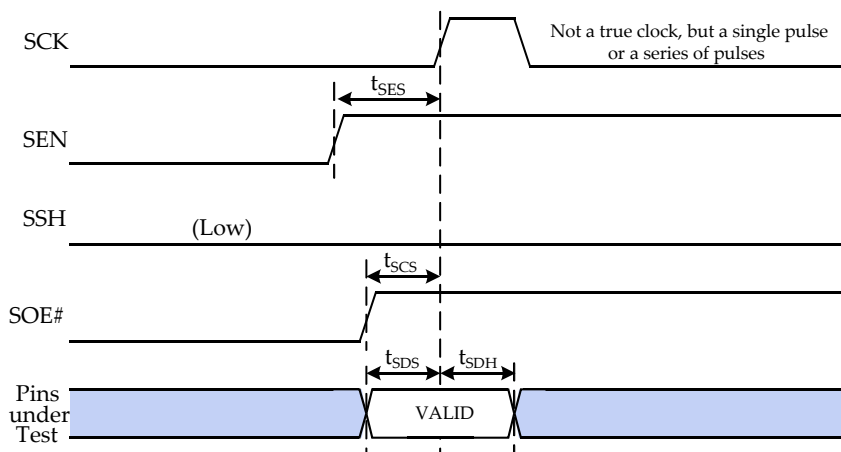 SCK
Not a true clock, but a single pulse
or a series of pulses
tSES
SEN
SSH
(Low)
tSCS
SOE#
tSDS
tSDH
Pins
under
Test
VALID